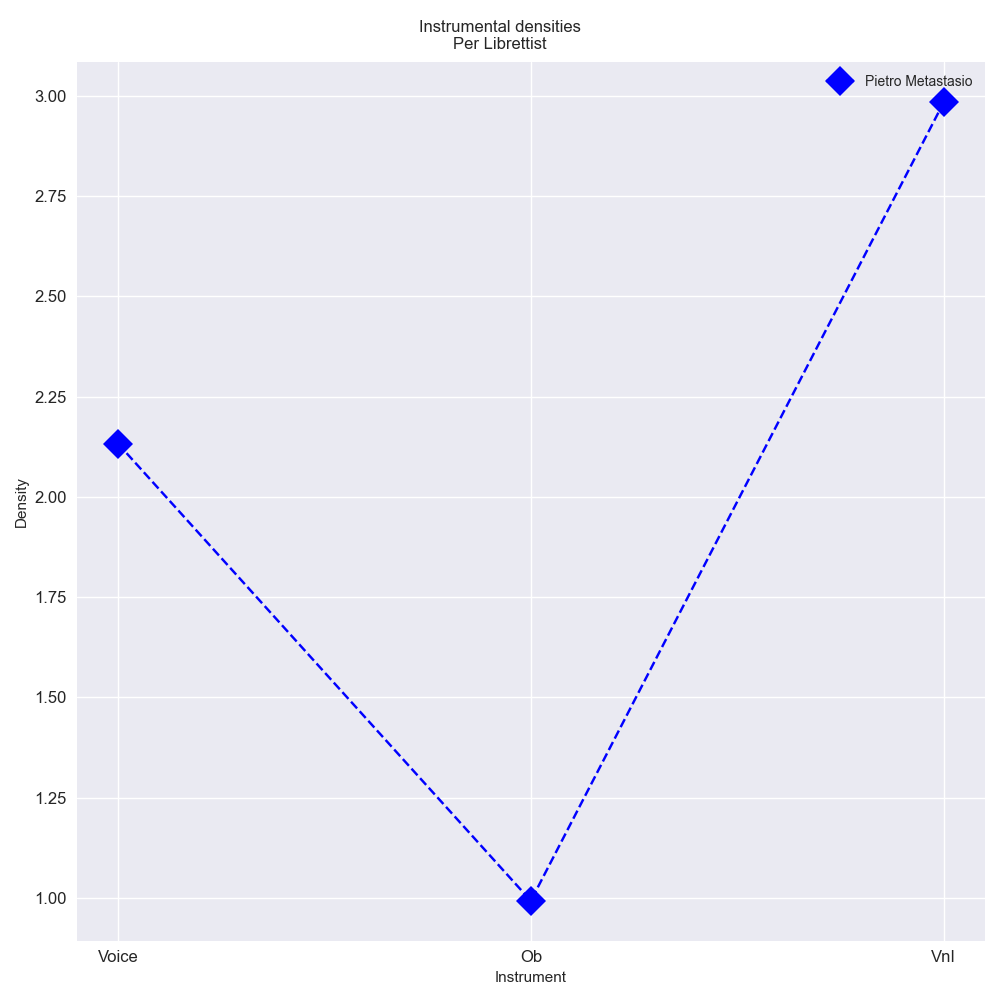 Instrumental densities
Per Librettist
Pietro Metastasio
3.00
2.75
2.50
2.25
2.00
1.75
1.50
1.25
1.00
Density
Voice
Ob
VnI
Instrument